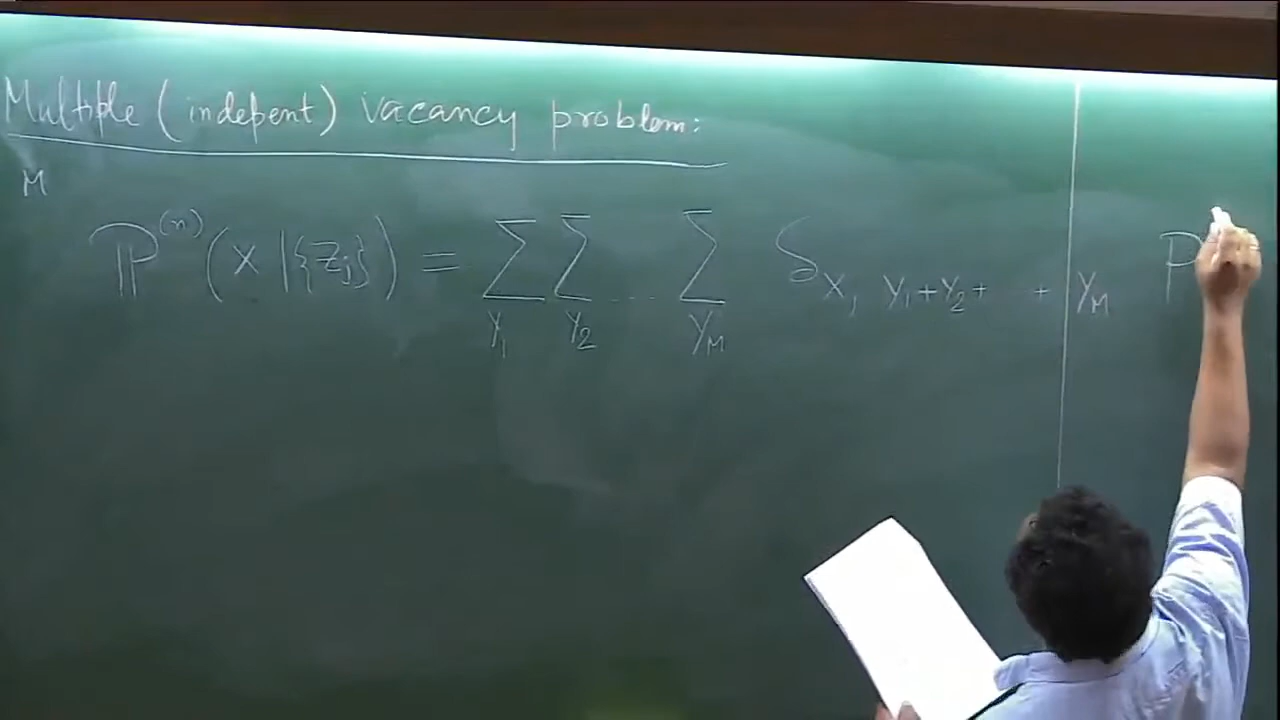 Multiple (indepent) vacancy problem:
M
ℙ^(n) (X | {Z_j}) = Σ_{Y_1} Σ_{Y_2} ... Σ_{Y_M} δ_{X, Y_1+Y_2+ ... + Y_M} P